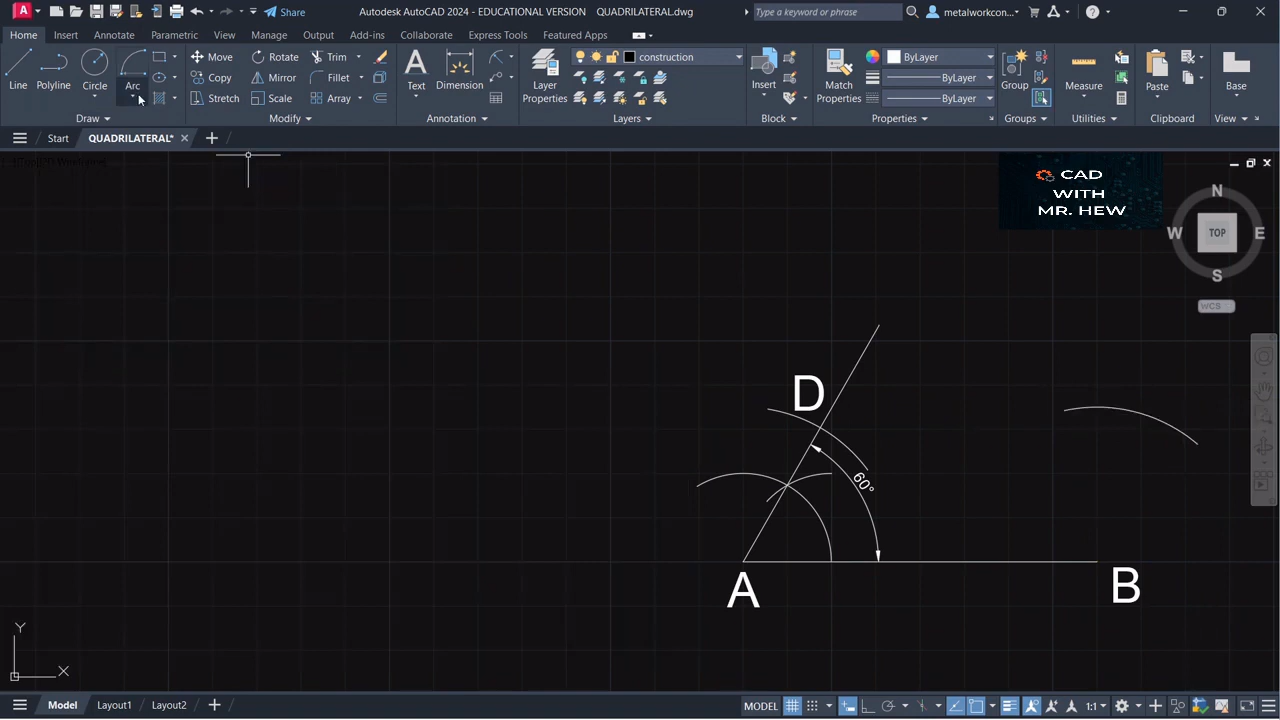 Share
Autodesk AutoCAD 2024 - EDUCATIONAL VERSION QUADRILATERAL.dwg
Type a keyword or phrase
metalworkcon...
Home Insert Annotate Parametric View Manage Output Add-ins Collaborate Express Tools Featured Apps
Line Polyline Circle Arc
Move Rotate Trim
Copy Mirror Fillet
Stretch Scale Array
Text Dimension
Layer Properties
construction
Insert
Match Properties
ByLayer
ByLayer
ByLayer
Group Measure Paste Base
Draw Modify Annotation Layers Block Properties Groups Utilities Clipboard View
Start QUADRILATERAL*
CAD
WITH
MR. HEW
N
W TOP E
S
WCS
D
60°
A B
Y
X
Model Layout1 Layout2
MODEL 1:1